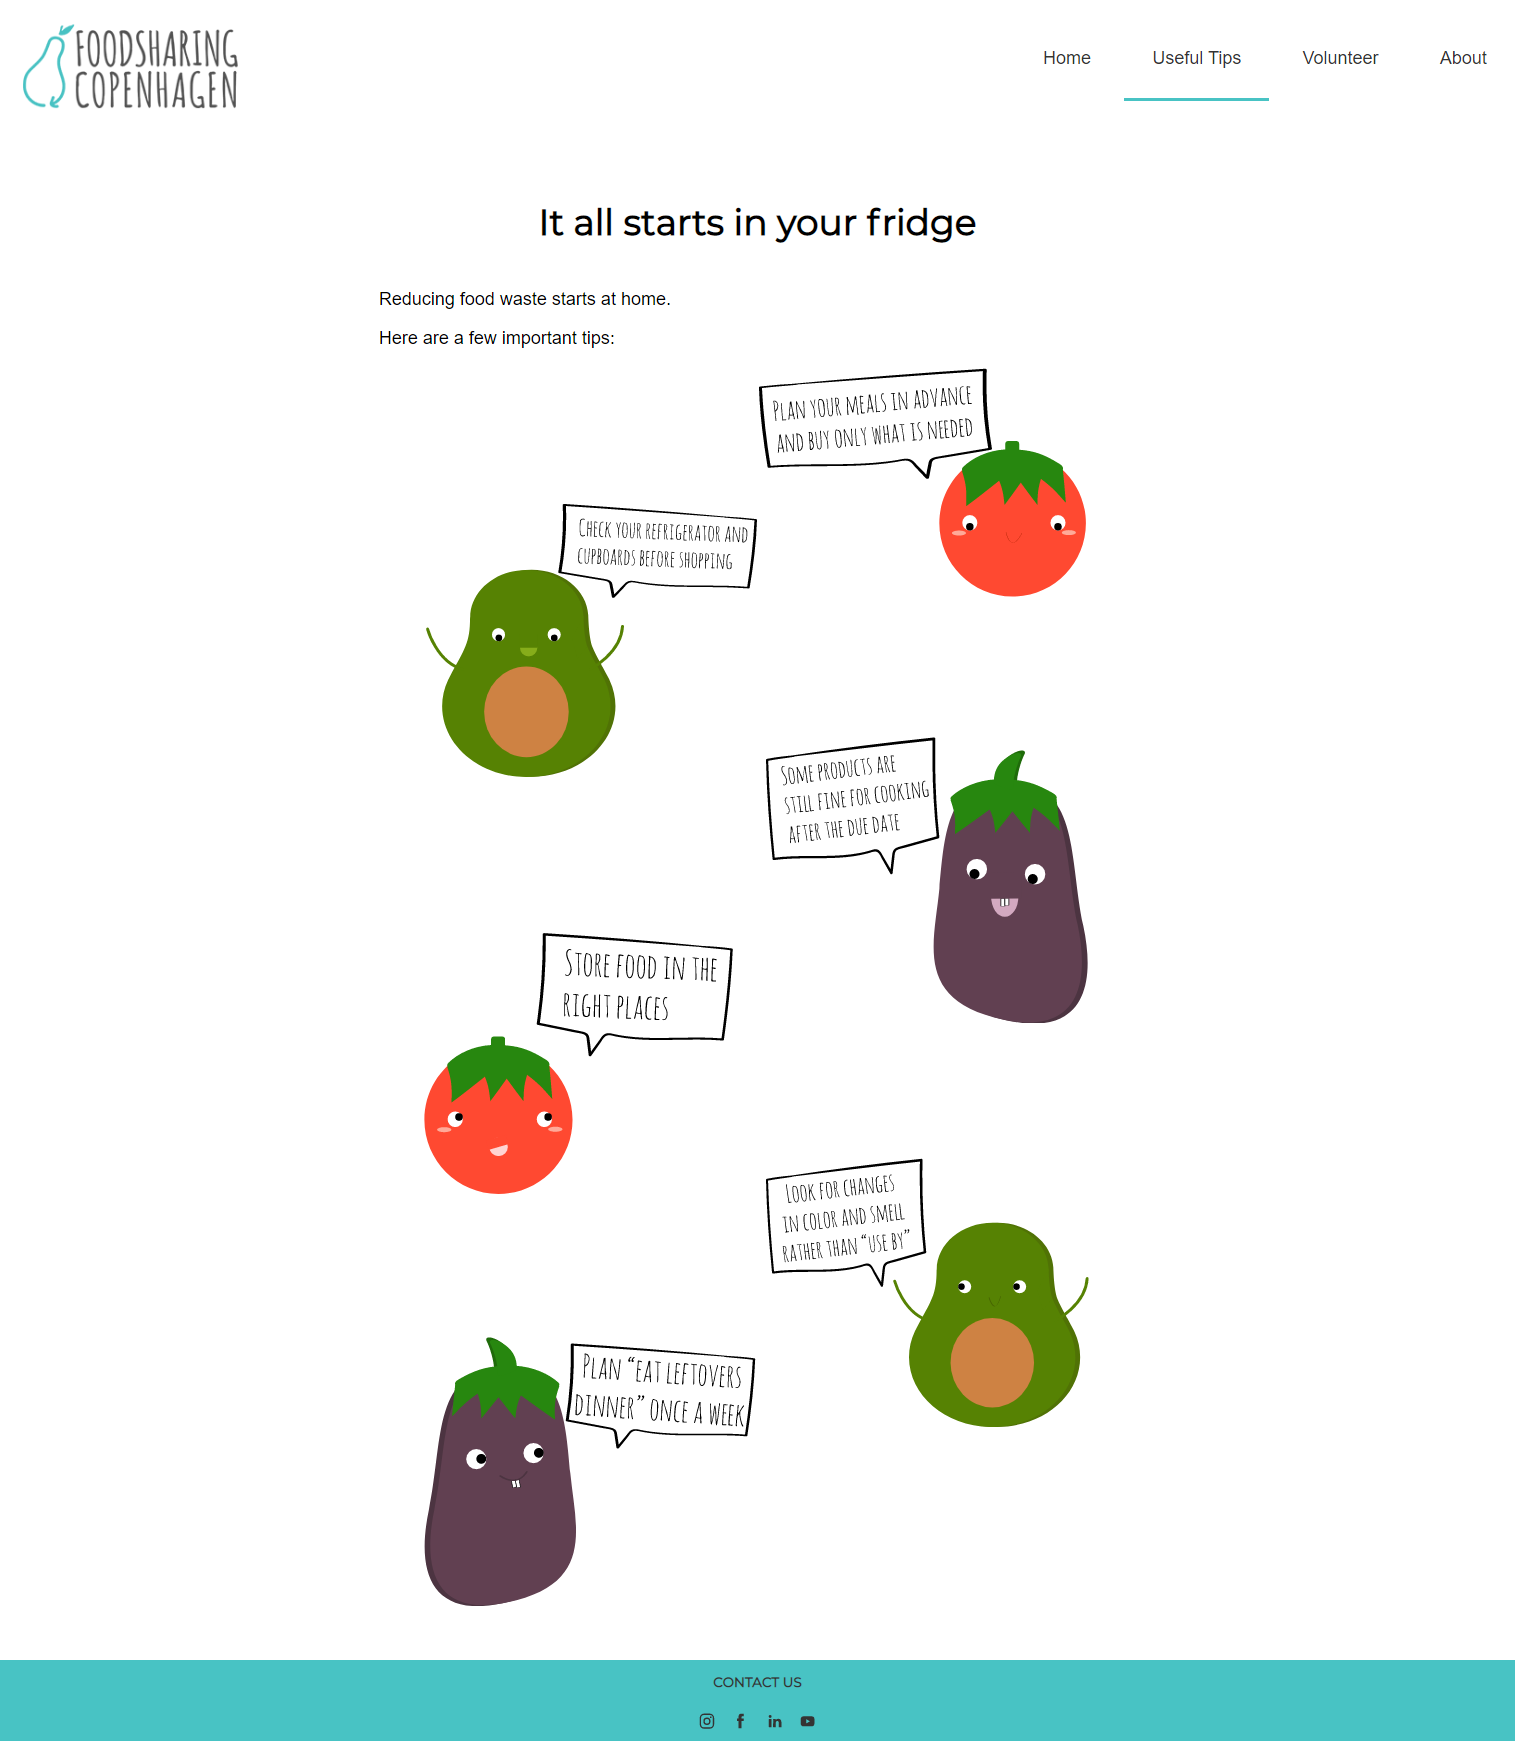 FOODSHARING
COPENHAGEN
Home
Useful Tips
Volunteer
About
It all starts in your fridge
Reducing food waste starts at home.
Here are a few important tips:
PLAN YOUR MEALS IN ADVANCE
AND BUY ONLY WHAT IS NEEDED
CHECK YOUR REFRIGERATOR AND
CUPBOARDS BEFORE SHOPPING
SOME PRODUCTS ARE
STILL FINE FOR COOKING
AFTER THE DUE DATE
STORE FOOD IN THE
RIGHT PLACES
LOOK FOR CHANGES
IN COLOR AND SMELL
RATHER THAN “USE BY”
PLAN “EAT LEFTOVERS
DINNER” ONCE A WEEK
CONTACT US